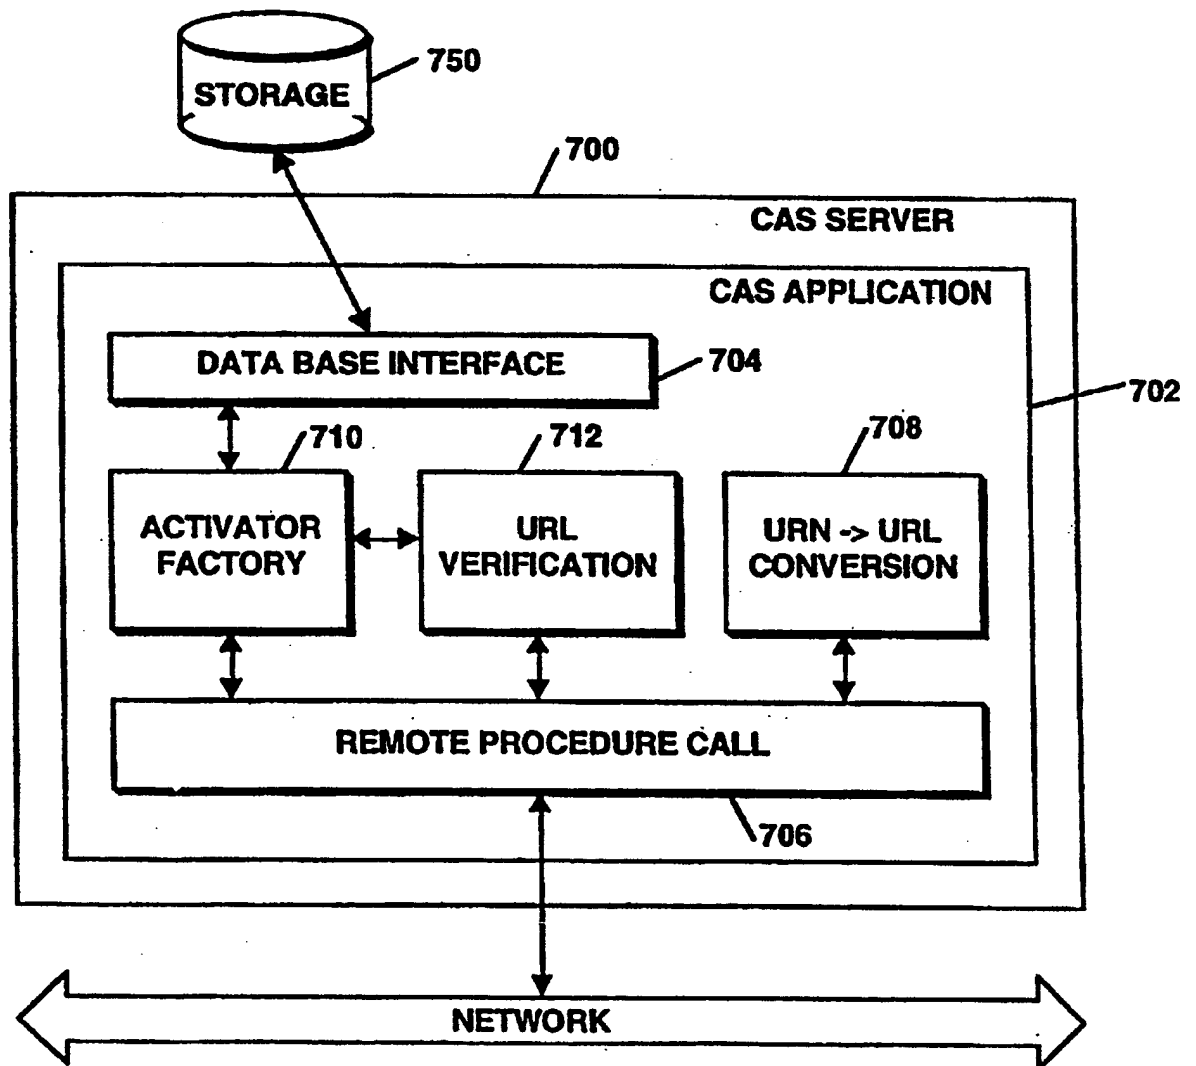 750
STORAGE
700
CAS SERVER
CAS APPLICATION
DATA BASE INTERFACE
704
702
710
712
708
ACTIVATOR
FACTORY
URL
VERIFICATION
URN -> URL
CONVERSION
REMOTE PROCEDURE CALL
706
NETWORK